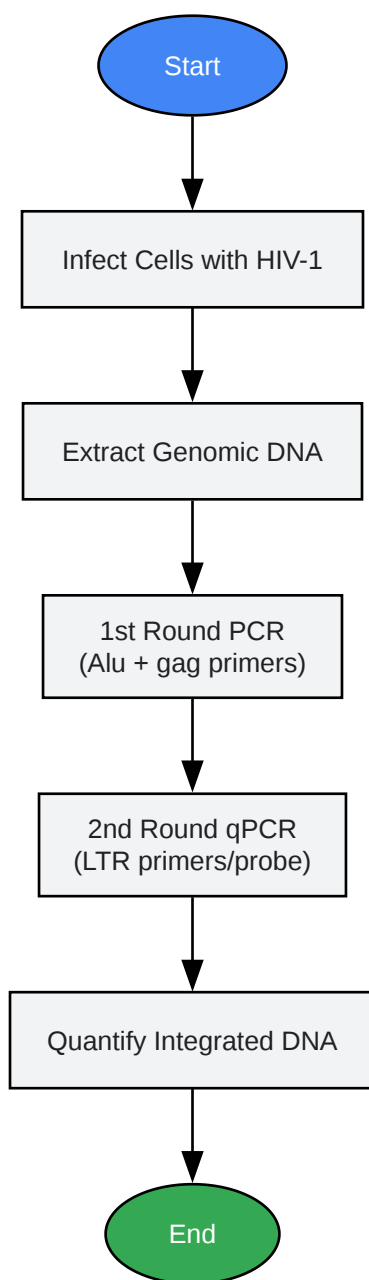 Start
Infect Cells with HIV-1
Extract Genomic DNA
1st Round PCR
(Alu + gag primers)
2nd Round qPCR
(LTR primers/probe)
Quantify Integrated DNA
End